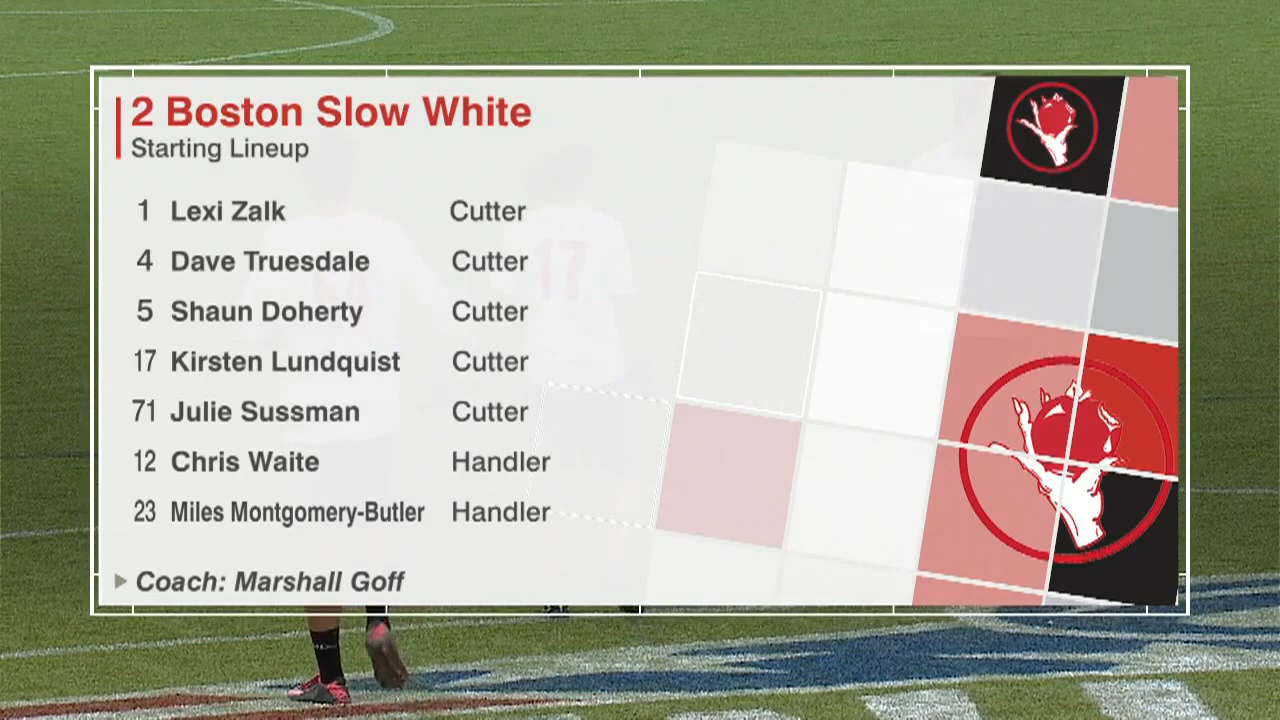 2 Boston Slow White
Starting Lineup
1 Lexi Zalk Cutter
4 Dave Truesdale Cutter
5 Shaun Doherty Cutter
17 Kirsten Lundquist Cutter
71 Julie Sussman Cutter
12 Chris Waite Handler
23 Miles Montgomery-Butler Handler
Coach: Marshall Goff
17